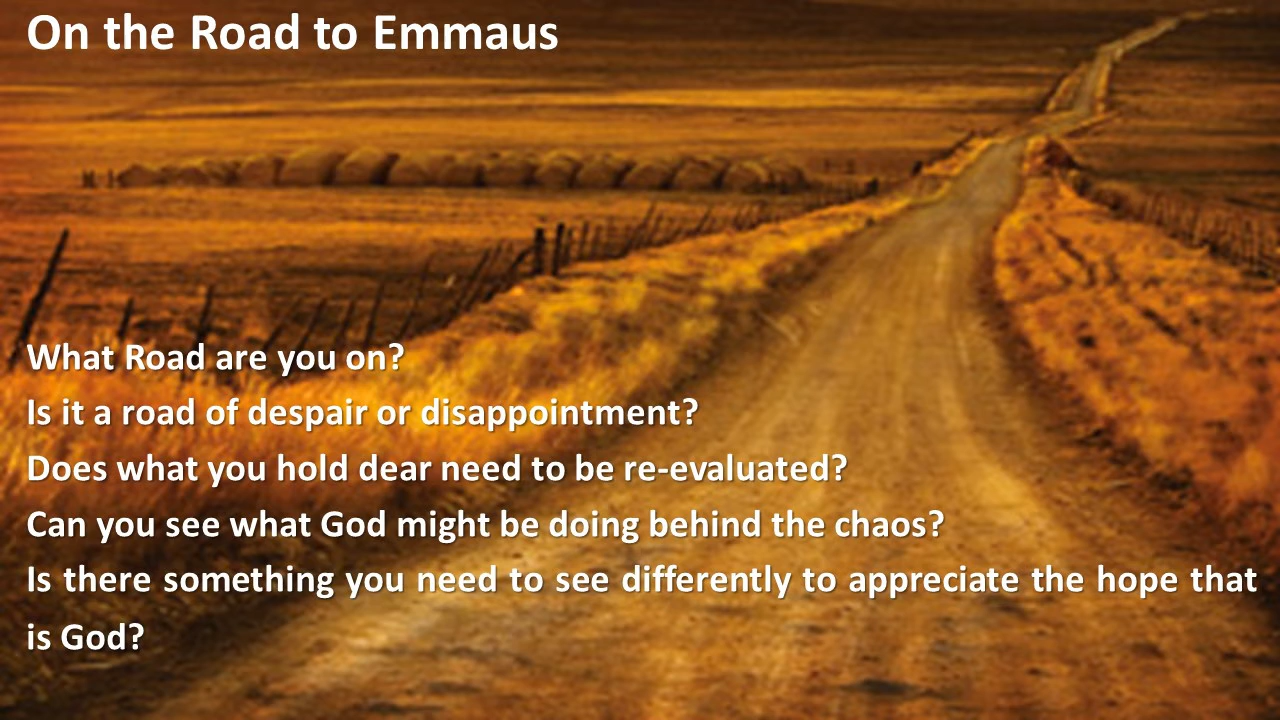 On the Road to Emmaus
What Road are you on?
Is it a road of despair or disappointment?
Does what you hold dear need to be re-evaluated?
Can you see what God might be doing behind the chaos?
Is there something you need to see differently to appreciate the hope that
is God?